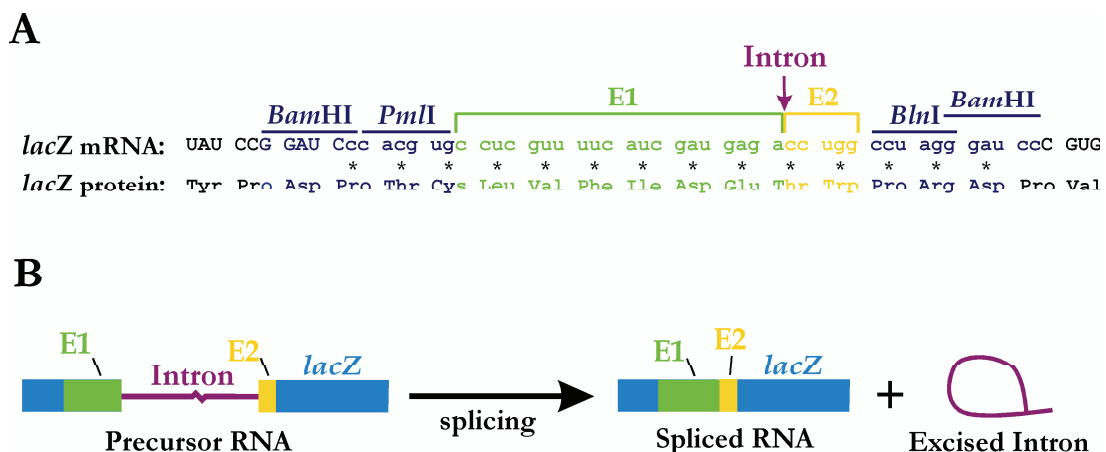 A
Intron
BamHI PmlI E1 E2 BlnI BamHI
lacZ mRNA: UAU CCG GAUC Cc acg ugc cuc guu uuc auc gau gag acc ugg ccu agg gau ccC GUG
* * * * * * * * * * * * * *
lacZ protein: Tyr Pro Asp Pro Thr Cys Leu Val Phe Ile Asp Glu Thr Trp Pro Arg Asp Pro Val
B
E1 Intron E2 lacZ
E1 E2 lacZ
splicing
+
Precursor RNA
Spliced RNA
Excised Intron